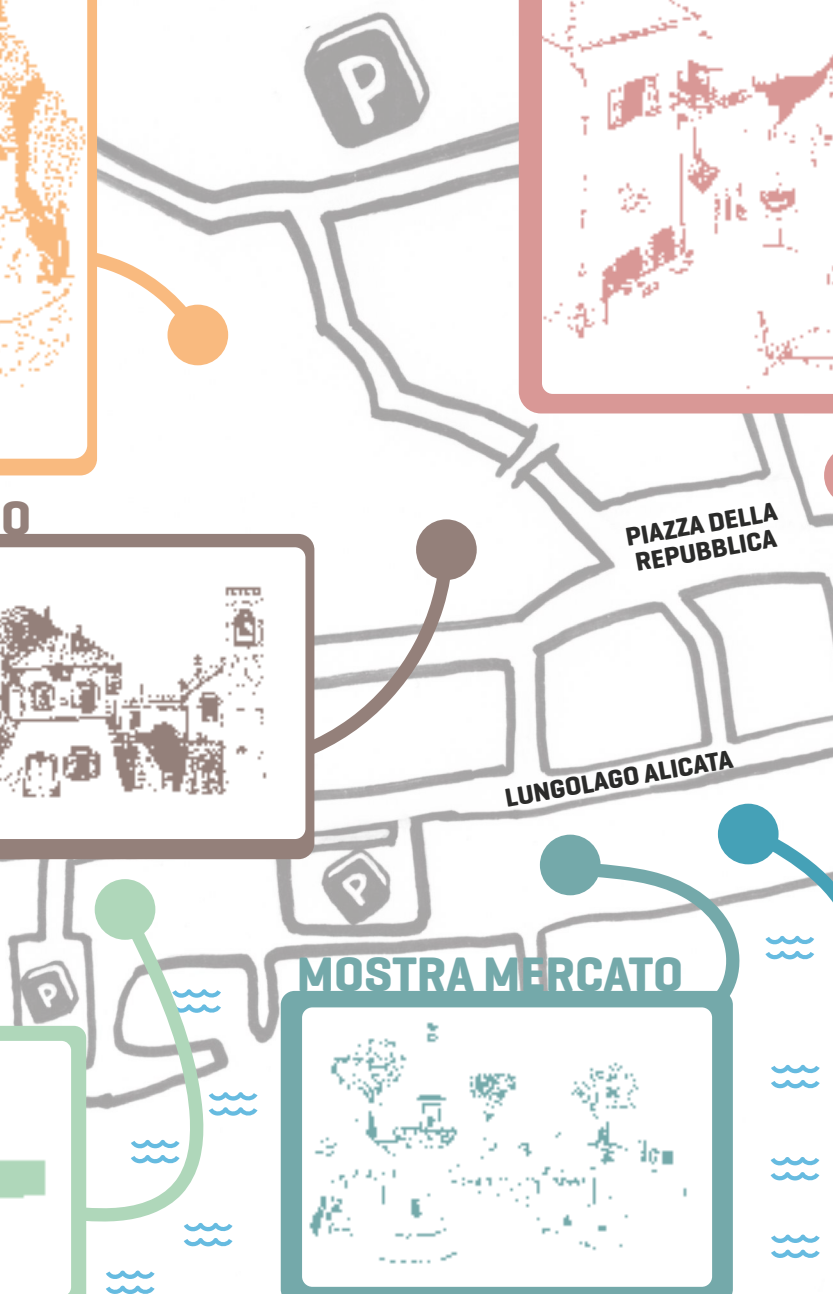 P
O
PIAZZA DELLA
REPUBBLICA
LUNGOLAGO ALICATA
P
P
MOSTRA MERCATO